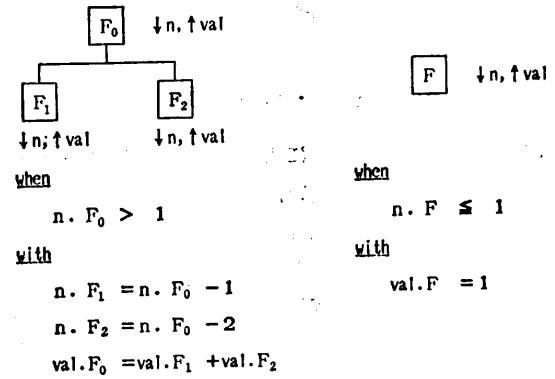 F₀ ↓n, ↑val
F₁ F₂
↓n; ↑val ↓n, ↑val
when
n. F₀ > 1
with
n. F₁ =n. F₀ -1
n. F₂ =n. F₀ -2
val.F₀ =val.F₁ +val.F₂
F ↓n, ↑val
when
n. F ≦ 1
with
val.F =1